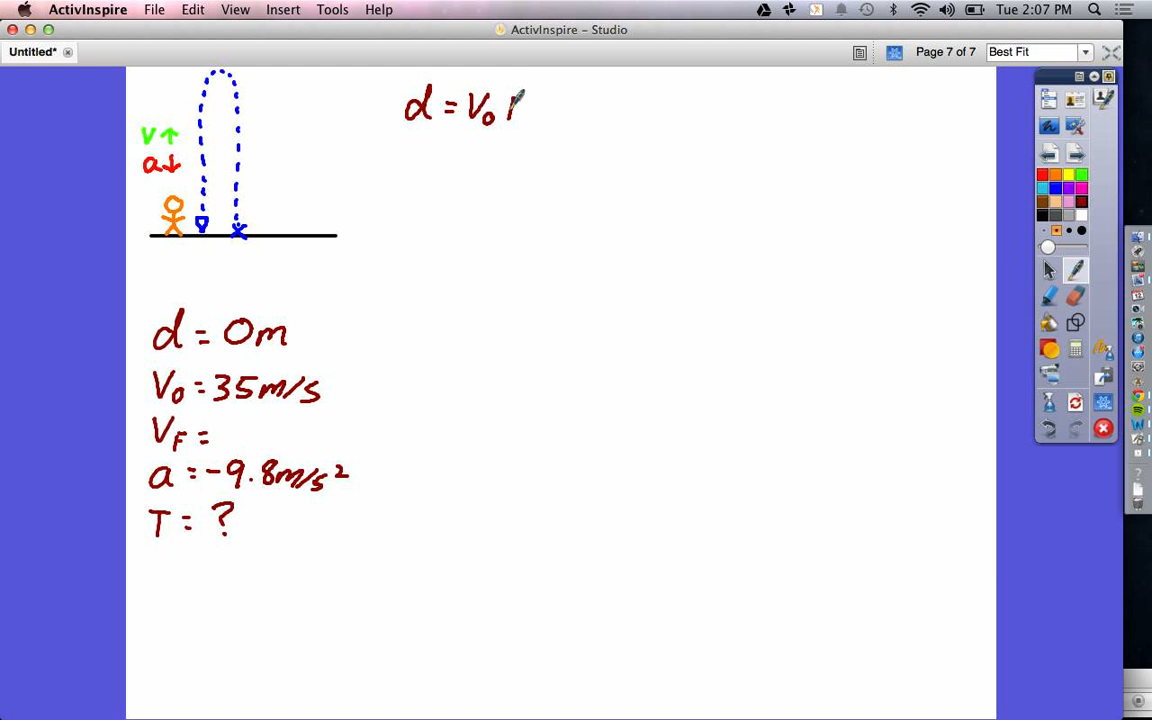 ActivInspire File Edit View Insert Tools Help Tue 2:07 PM
ActivInspire – Studio
Untitled* Page 7 of 7 Best Fit
d = V₀
V↑
a↓
d = 0m
V₀ = 35m/s
V_F =
a = -9.8m/s²
T = ?